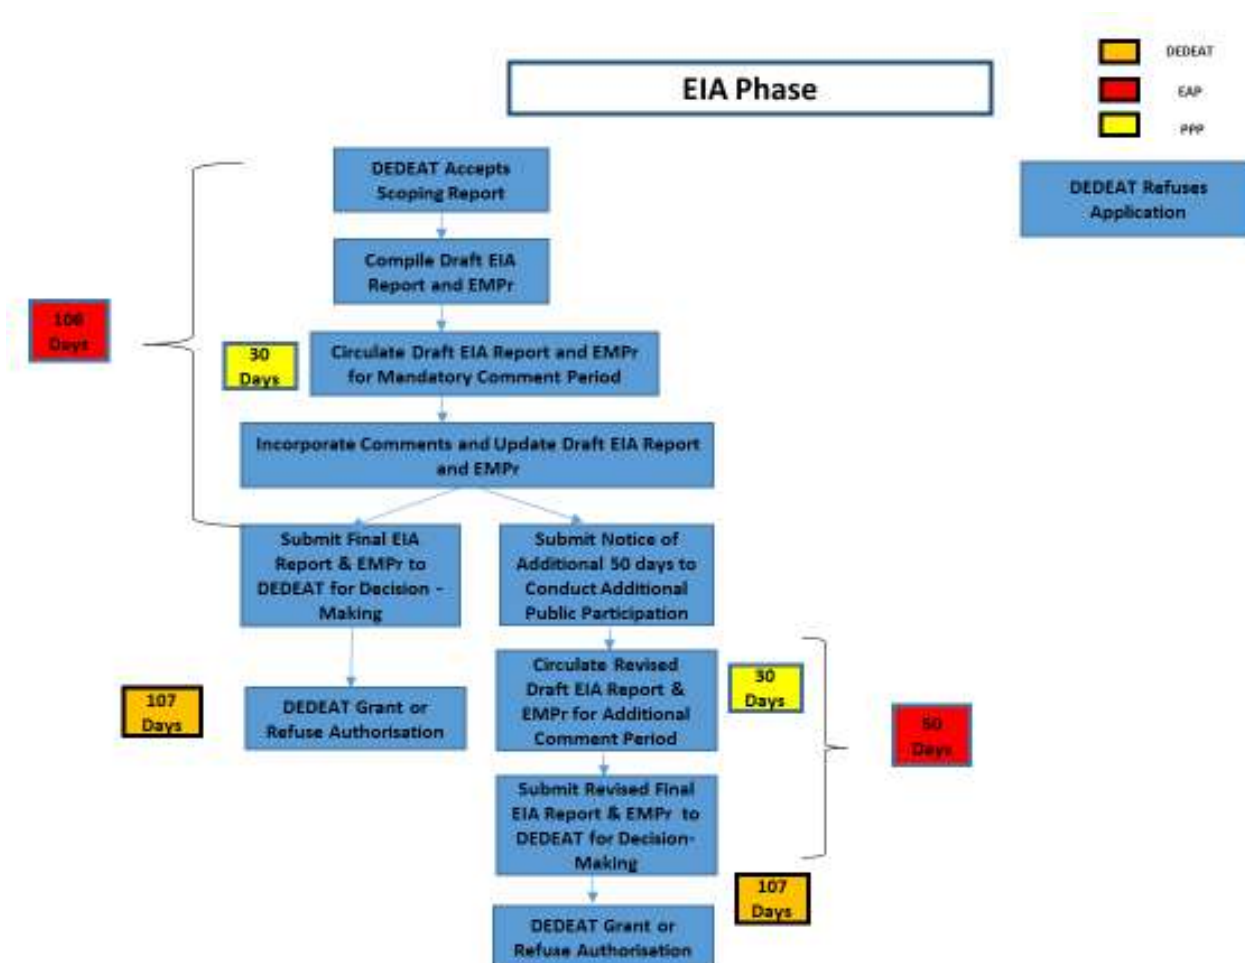 DEDEAT
EAP
PPP
EIA Phase
DEDEAT Accepts
Scoping Report
DEDEAT Refuses
Application
Compile Draft EIA
Report and EMPr
106
Days
30
Days
Circulate Draft EIA Report and EMPr
for Mandatory Comment Period
Incorporate Comments and Update Draft EIA Report
and EMPr
Submit Final EIA
Report & EMPr to
DEDEAT for Decision -
Making
Submit Notice of
Additional 50 days to
Conduct Additional
Public Participation
107
Days
DEDEAT Grant or
Refuse Authorisation
Circulate Revised
Draft EIA Report &
EMPr for Additional
Comment Period
30
Days
50
Days
Submit Revised Final
EIA Report & EMPr to
DEDEAT for Decision-
Making
107
Days
DEDEAT Grant or
Refuse Authorisation